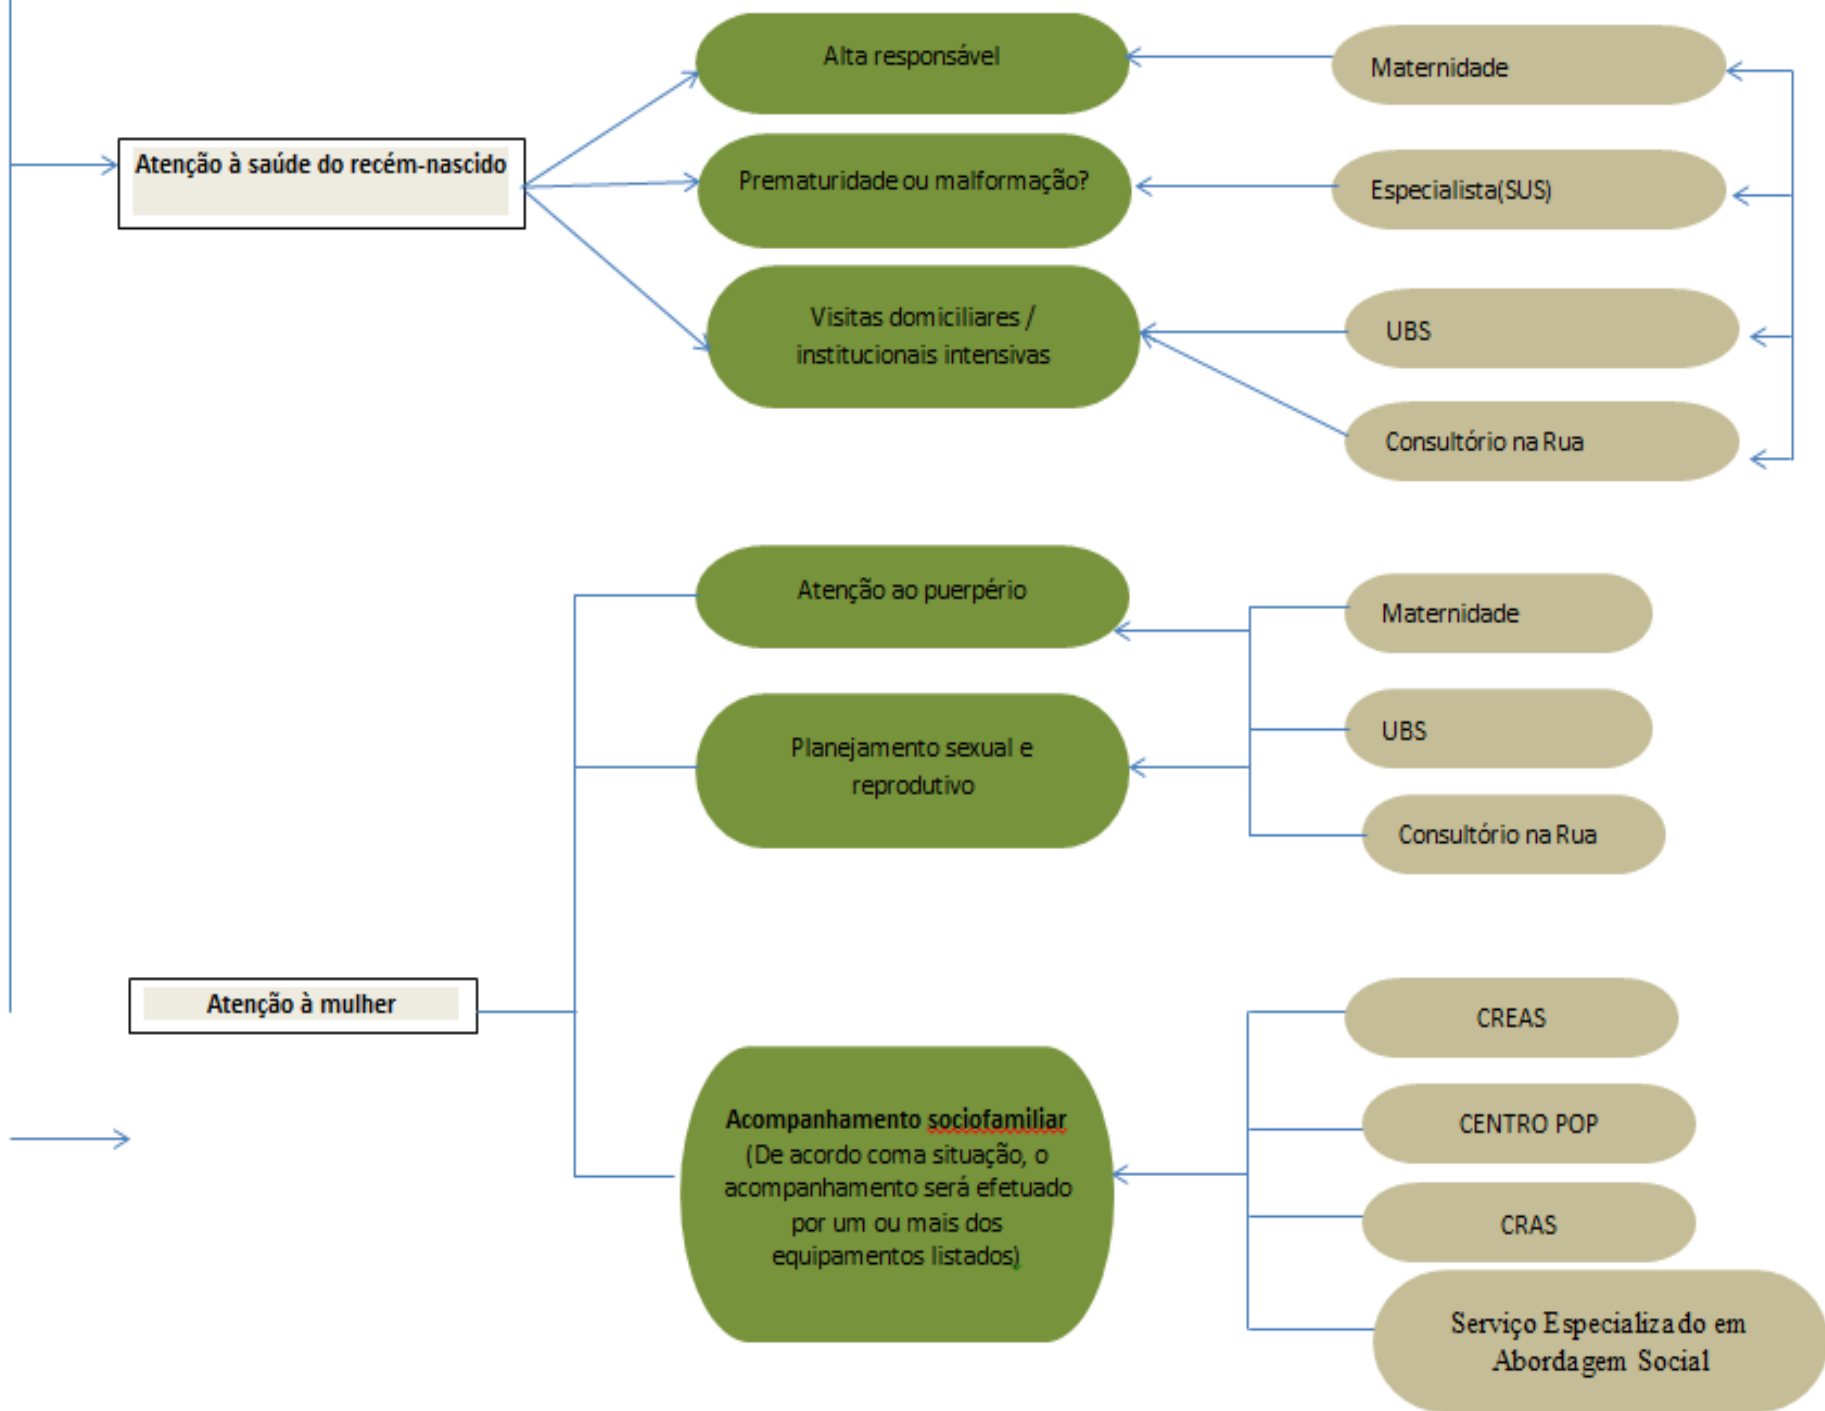 Alta responsável
Maternidade
Atenção à saúde do recém-nascido
Prematuridade ou malformação?
Especialista(SUS)
Visitas domiciliares /
institucionais intensivas
UBS
Consultório na Rua
Atenção ao puerpério
Maternidade
Planejamento sexual e
reprodutivo
UBS
Consultório na Rua
Atenção à mulher
Acompanhamento sociofamiliar
(De acordo coma situação, o
acompanhamento será efetuado
por um ou mais dos
equipamentos listados)
CREAS
CENTRO POP
CRAS
Serviço Especializado em
Abordagem Social